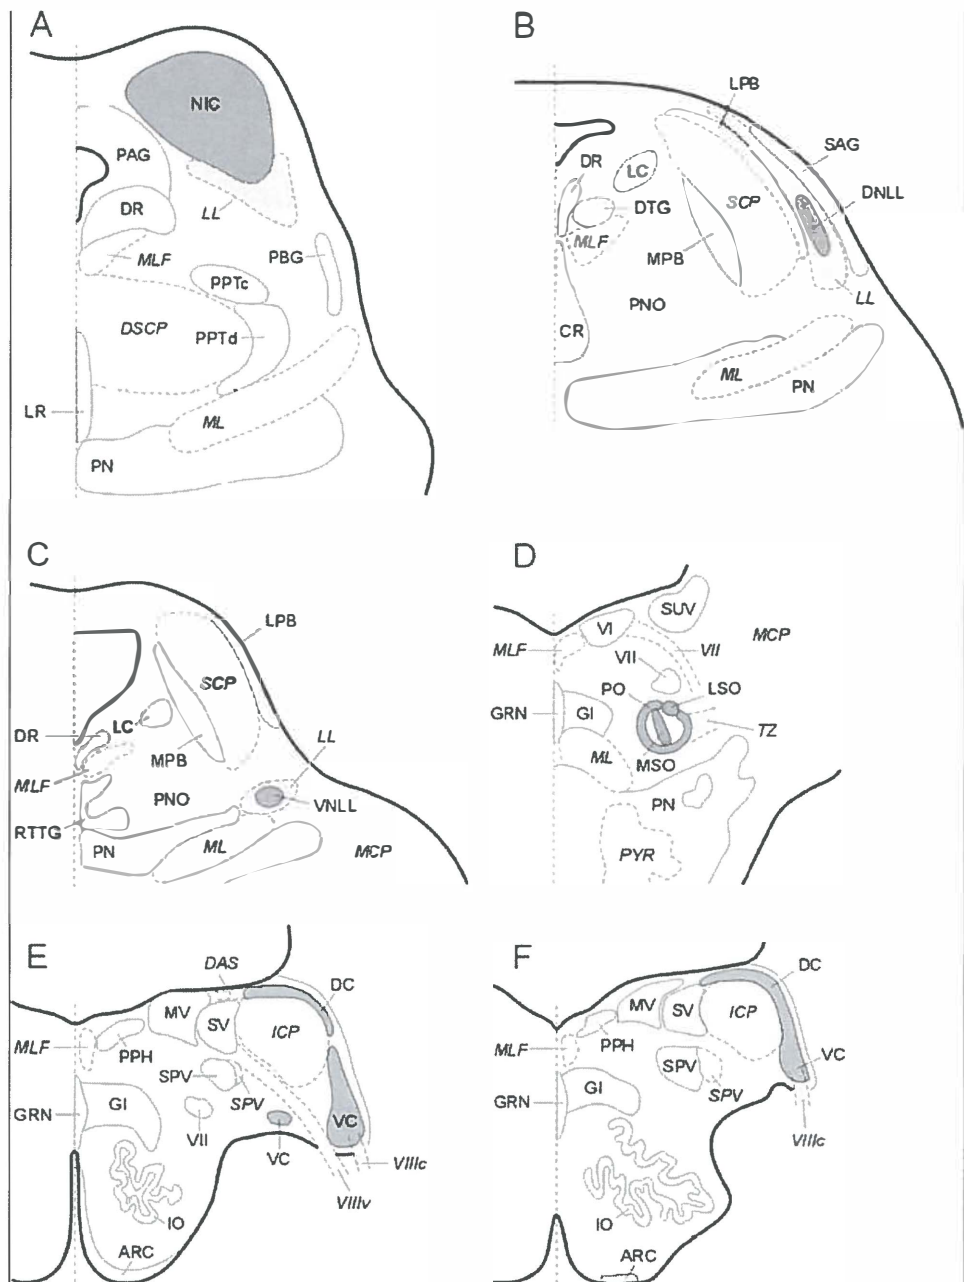 A
NIC
PAG
DR
LL
MLF
PBG
PPTc
DSCP
PPTd
LR
ML
PN
B
LPB
SAG
DR
LC
DNLL
SCP
DTG
MLF
MPB
LL
PNO
CR
ML
PN
C
LPB
SCP
LC
DR
LL
MPB
MLF
PNO
VNLL
RTTG
PN
ML
MCP
D
SUV
VI
MCP
MLF
VII
VII
PO
LSO
GRN
GI
TZ
ML
MSO
PN
PYR
E
DAS
DC
MV
SV
ICP
MLF
PPH
SPV
SPV
GRN
GI
VII
VC
VC
VIIIc
VIIIv
IO
ARC
F
DC
MV
SV
ICP
MLF
PPH
VC
SPV
SPV
GI
GRN
VIIIc
IO
ARC